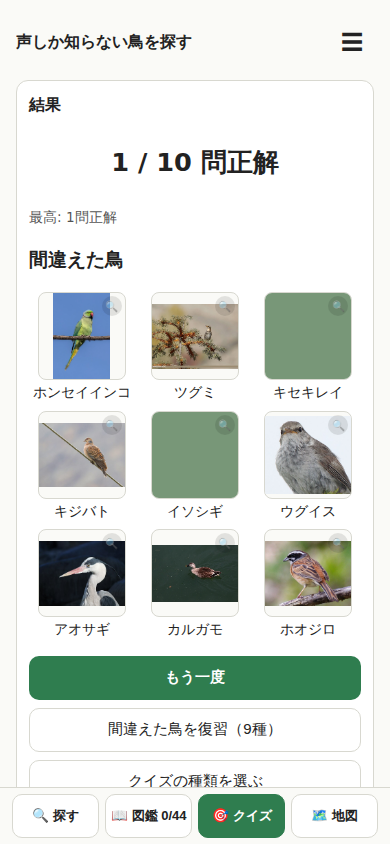 声しか知らない鳥を探す
☰
結果
1 / 10 問正解
最高: 1問正解
間違えた鳥
ホンセイインコ ツグミ キセキレイ
キジバト イソシギ ウグイス
アオサギ カルガモ ホオジロ
もう一度
間違えた鳥を復習（9種）
クイズの種類を選ぶ
🔍 探す 📖 図鑑 0/44 🎯 クイズ 🗺️ 地図